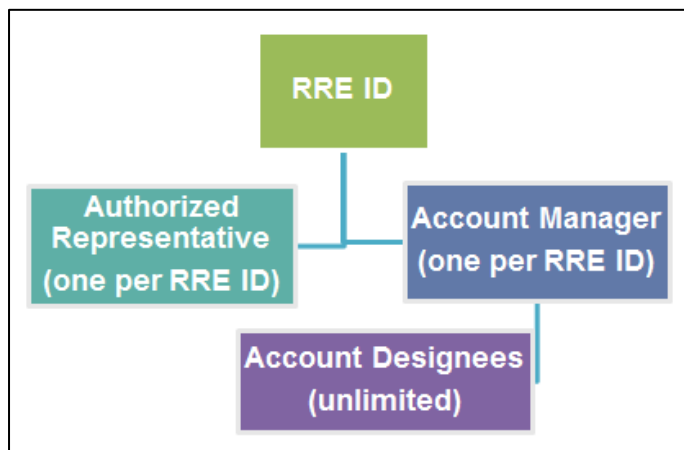 RRE ID
Authorized
Representative
(one per RRE ID)
Account Manager
(one per RRE ID)
Account Designees
(unlimited)